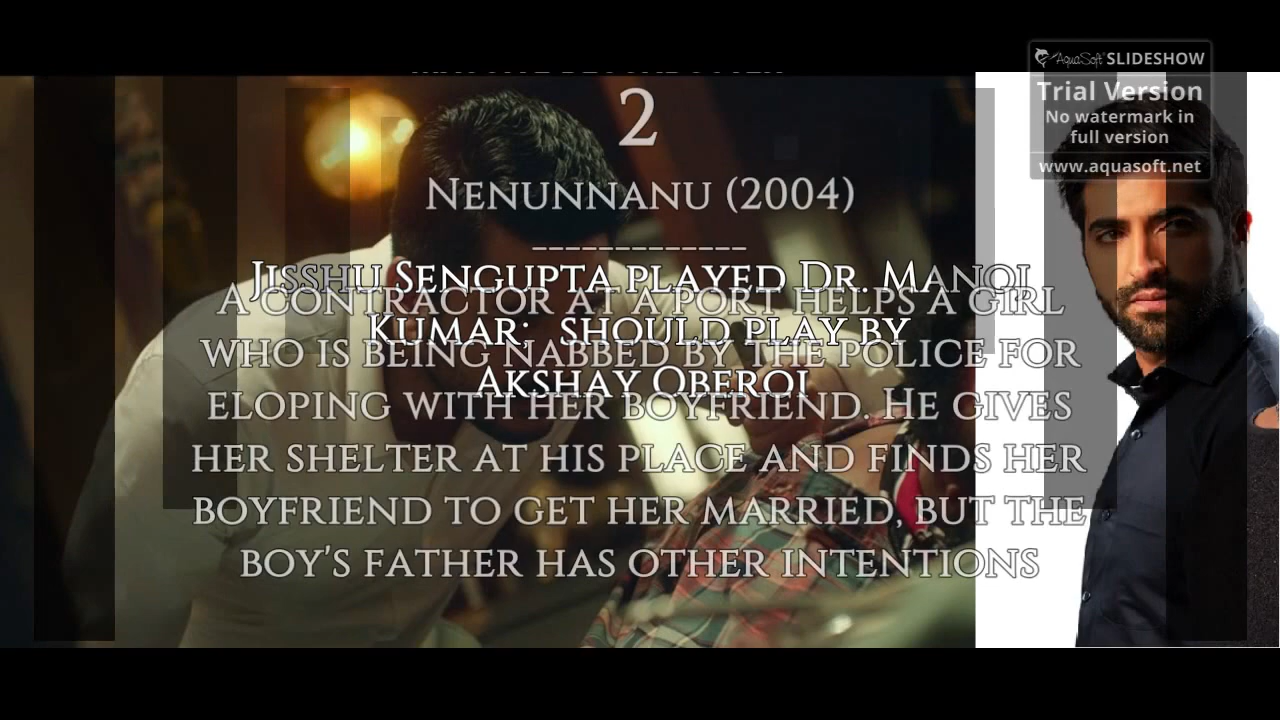 AquaSoft SLIDESHOW
Trial Version
No watermark in
full version
www.aquasoft.net
2
Nenunnanu (2004)
_____________
Jisshu Sengupta played Dr. Manoj
Kumar; should play by
Akshay Oberoi
A contractor at a port helps a girl
who is being nabbed by the police for
eloping with her boyfriend. He gives
her shelter at his place and finds her
boyfriend to get her married, but the
boy's father has other intentions